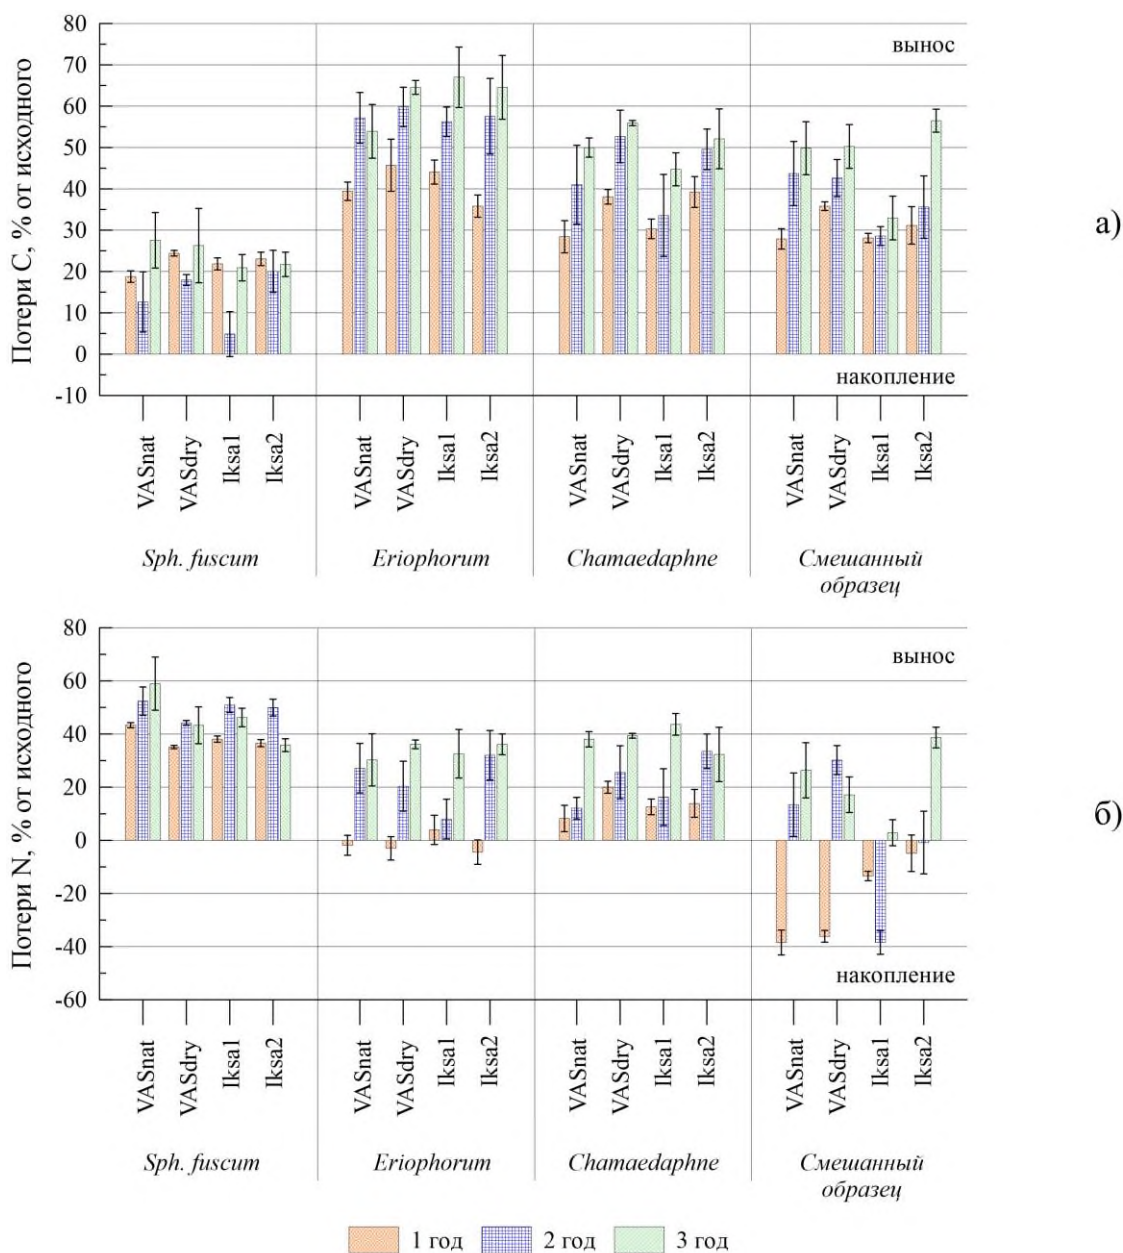 80
70
60
50
40
30
20
10
0
-10
Потери C, % от исходного
вынос
накопление
а)
VASnat VASdry Iksa1 Iksa2 VASnat VASdry Iksa1 Iksa2 VASnat VASdry Iksa1 Iksa2 VASnat VASdry Iksa1 Iksa2
Sph. fuscum Eriophorum Chamaedaphne Смешанный
образец
80
60
40
20
0
-20
-40
-60
Потери N, % от исходного
вынос
накопление
б)
VASnat VASdry Iksa1 Iksa2 VASnat VASdry Iksa1 Iksa2 VASnat VASdry Iksa1 Iksa2 VASnat VASdry Iksa1 Iksa2
Sph. fuscum Eriophorum Chamaedaphne Смешанный
образец
1 год 2 год 3 год